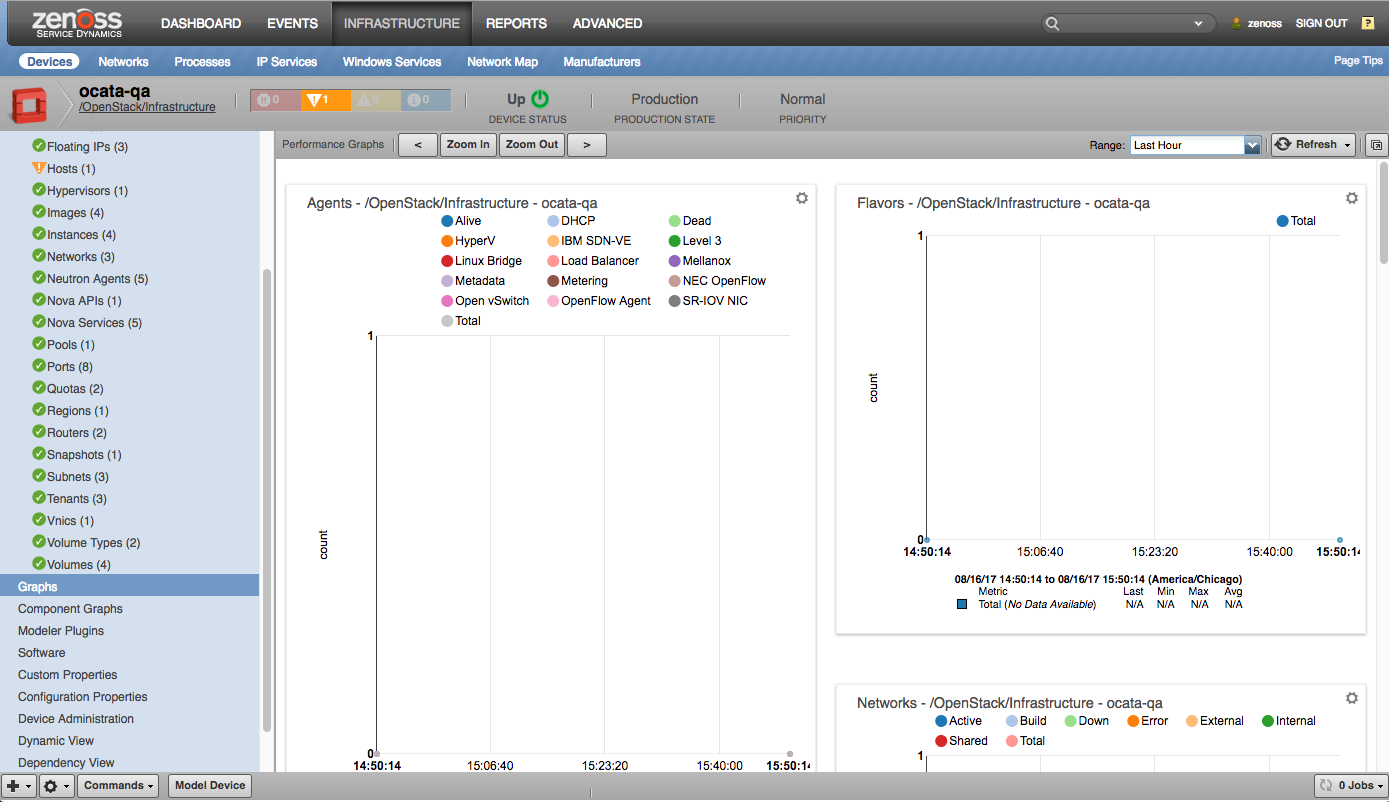 zenoss
SERVICE DYNAMICS
DASHBOARD EVENTS INFRASTRUCTURE REPORTS ADVANCED
zenoss SIGN OUT ?
Devices Networks Processes IP Services Windows Services Network Map Manufacturers
Page Tips
ocata-qa
/OpenStack/Infrastructure
0 1 0 0
Up
DEVICE STATUS
Production
PRODUCTION STATE
Normal
PRIORITY
Floating IPs (3)
Hosts (1)
Hypervisors (1)
Images (4)
Instances (4)
Networks (3)
Neutron Agents (5)
Nova APIs (1)
Nova Services (5)
Pools (1)
Ports (8)
Quotas (2)
Regions (1)
Routers (2)
Snapshots (1)
Subnets (3)
Tenants (3)
Vnics (1)
Volume Types (2)
Volumes (4)
Graphs
Component Graphs
Modeler Plugins
Software
Custom Properties
Configuration Properties
Device Administration
Dynamic View
Dependency View
Performance Graphs < Zoom In Zoom Out >
Range: Last Hour Refresh
Agents - /OpenStack/Infrastructure - ocata-qa
Alive DHCP Dead
HyperV IBM SDN-VE Level 3
Linux Bridge Load Balancer Mellanox
Metadata Metering NEC OpenFlow
Open vSwitch OpenFlow Agent SR-IOV NIC
Total
1
count
0
14:50:14 15:06:40 15:23:20 15:40:00 15:50:14
Flavors - /OpenStack/Infrastructure - ocata-qa
Total
1
count
0
14:50:14 15:06:40 15:23:20 15:40:00 15:50:14
08/16/17 14:50:14 to 08/16/17 15:50:14 (America/Chicago)
Metric Last Min Max Avg
Total (No Data Available) N/A N/A N/A N/A
Networks - /OpenStack/Infrastructure - ocata-qa
Active Build Down Error External Internal
Shared Total
1
Commands Model Device
0 Jobs